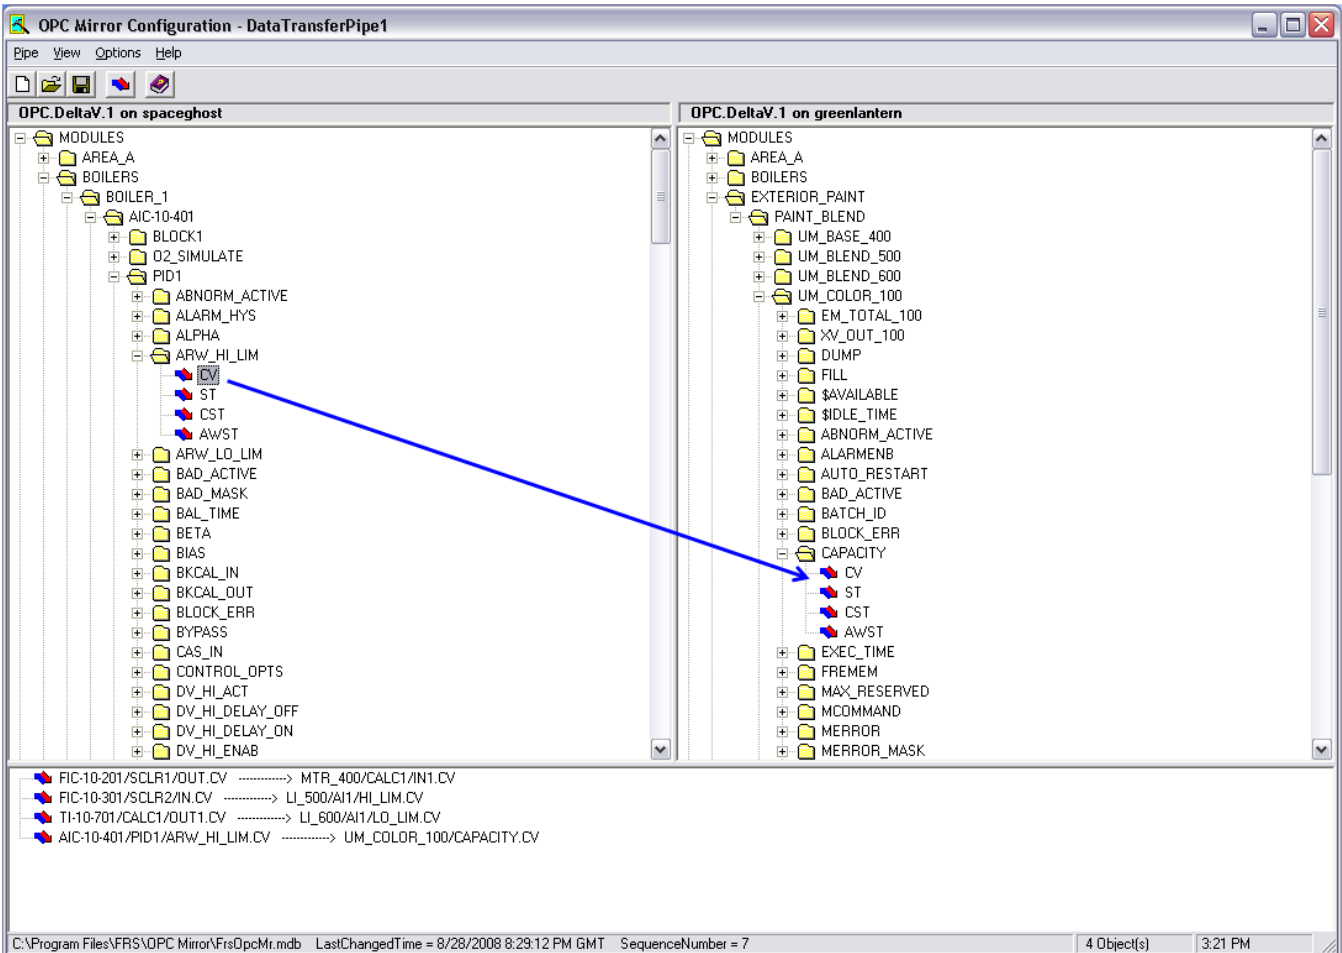 OPC Mirror Configuration - DataTransferPipe1
Pipe View Options Help
OPC.DeltaV.1 on spaceghost
MODULES
AREA_A
BOILERS
BOILER_1
AIC-10-401
BLOCK1
O2_SIMULATE
PID1
ABNORM_ACTIVE
ALARM_HYS
ALPHA
ARW_HI_LIM
CV
ST
CST
AWST
ARW_LO_LIM
BAD_ACTIVE
BAD_MASK
BAL_TIME
BETA
BIAS
BKCAL_IN
BKCAL_OUT
BLOCK_ERR
BYPASS
CAS_IN
CONTROL_OPTS
DV_HI_ACT
DV_HI_DELAY_OFF
DV_HI_DELAY_ON
DV_HI_ENAB
OPC.DeltaV.1 on greenlantern
MODULES
AREA_A
BOILERS
EXTERIOR_PAINT
PAINT_BLEND
UM_BASE_400
UM_BLEND_500
UM_BLEND_600
UM_COLOR_100
EM_TOTAL_100
XV_OUT_100
DUMP
FILL
$AVAILABLE
$IDLE_TIME
ABNORM_ACTIVE
ALARMENB
AUTO_RESTART
BAD_ACTIVE
BATCH_ID
BLOCK_ERR
CAPACITY
CV
ST
CST
AWST
EXEC_TIME
FREMEM
MAX_RESERVED
MCOMMAND
MERROR
MERROR_MASK
FIC-10-201/SCLR1/OUT.CV ------------> MTR_400/CALC1/IN1.CV
FIC-10-301/SCLR2/IN.CV ------------> LI_500/AI1/HI_LIM.CV
TI-10-701/CALC1/OUT1.CV ------------> LI_600/AI1/LO_LIM.CV
AIC-10-401/PID1/ARW_HI_LIM.CV ------------> UM_COLOR_100/CAPACITY.CV
C:\Program Files\FRS\OPC Mirror\FrsOpcMr.mdb LastChangedTime = 8/28/2008 8:29:12 PM GMT SequenceNumber = 7 4 Object(s) 3:21 PM